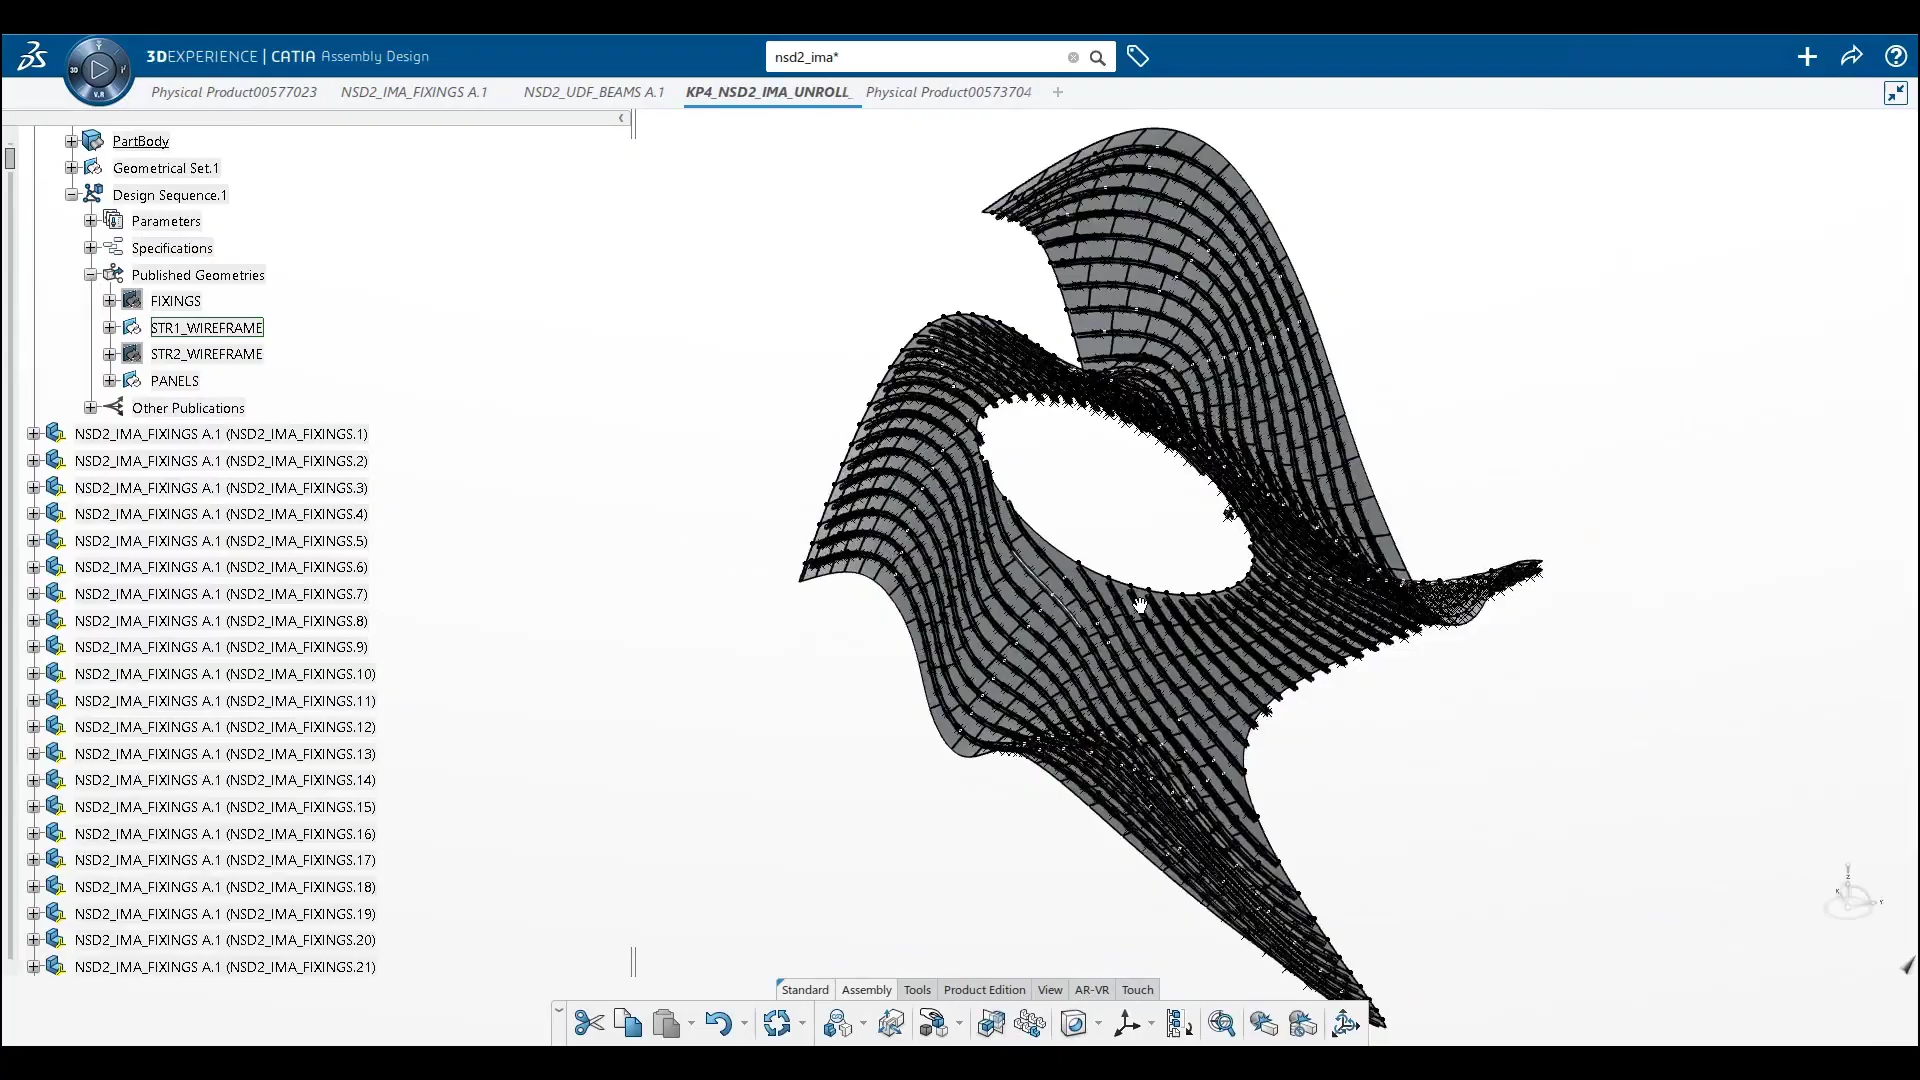 3DEXPERIENCE | CATIA Assembly Design
nsd2_ima*
3D
V.R
Physical Product00577023
NSD2_IMA_FIXINGS A.1
NSD2_UDF_BEAMS A.1
KP4_NSD2_IMA_UNROLL_
Physical Product00573704
PartBody
Geometrical Set.1
Design Sequence.1
Parameters
Specifications
Published Geometries
FIXINGS
STR1_WIREFRAME
STR2_WIREFRAME
PANELS
Other Publications
NSD2_IMA_FIXINGS A.1 (NSD2_IMA_FIXINGS.1)
NSD2_IMA_FIXINGS A.1 (NSD2_IMA_FIXINGS.2)
NSD2_IMA_FIXINGS A.1 (NSD2_IMA_FIXINGS.3)
NSD2_IMA_FIXINGS A.1 (NSD2_IMA_FIXINGS.4)
NSD2_IMA_FIXINGS A.1 (NSD2_IMA_FIXINGS.5)
NSD2_IMA_FIXINGS A.1 (NSD2_IMA_FIXINGS.6)
NSD2_IMA_FIXINGS A.1 (NSD2_IMA_FIXINGS.7)
NSD2_IMA_FIXINGS A.1 (NSD2_IMA_FIXINGS.8)
NSD2_IMA_FIXINGS A.1 (NSD2_IMA_FIXINGS.9)
NSD2_IMA_FIXINGS A.1 (NSD2_IMA_FIXINGS.10)
NSD2_IMA_FIXINGS A.1 (NSD2_IMA_FIXINGS.11)
NSD2_IMA_FIXINGS A.1 (NSD2_IMA_FIXINGS.12)
NSD2_IMA_FIXINGS A.1 (NSD2_IMA_FIXINGS.13)
NSD2_IMA_FIXINGS A.1 (NSD2_IMA_FIXINGS.14)
NSD2_IMA_FIXINGS A.1 (NSD2_IMA_FIXINGS.15)
NSD2_IMA_FIXINGS A.1 (NSD2_IMA_FIXINGS.16)
NSD2_IMA_FIXINGS A.1 (NSD2_IMA_FIXINGS.17)
NSD2_IMA_FIXINGS A.1 (NSD2_IMA_FIXINGS.18)
NSD2_IMA_FIXINGS A.1 (NSD2_IMA_FIXINGS.19)
NSD2_IMA_FIXINGS A.1 (NSD2_IMA_FIXINGS.20)
NSD2_IMA_FIXINGS A.1 (NSD2_IMA_FIXINGS.21)
Standard
Assembly
Tools
Product Edition
View
AR-VR
Touch